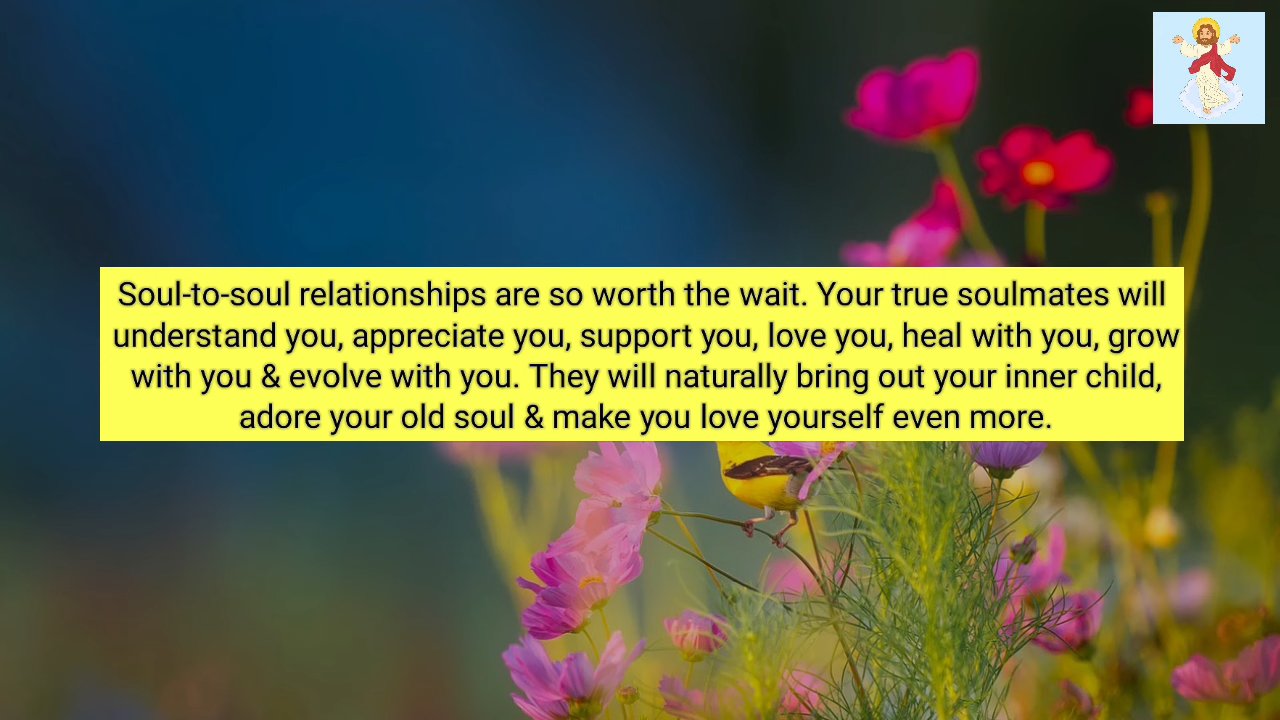 Soul-to-soul relationships are so worth the wait. Your true soulmates will
understand you, appreciate you, support you, love you, heal with you, grow
with you & evolve with you. They will naturally bring out your inner child,
adore your old soul & make you love yourself even more.